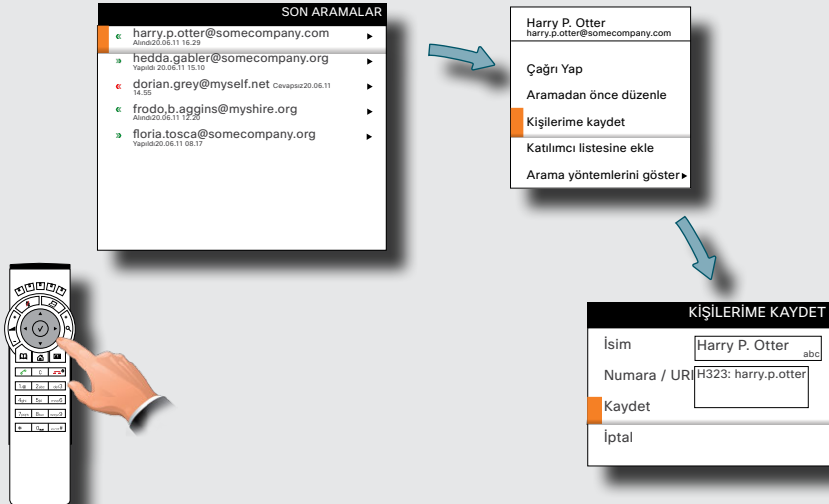 SON ARAMALAR
harry.p.otter@somecompany.com
Alındı20.06.11 16.29
hedda.gabler@somecompany.org
Yapıldı 20.06.11 15.10
dorian.grey@myself.net Cevapsız20.06.11
14.55
frodo,b.aggins@myshire.org
Alındı20.06.11 12.20
floria.tosca@somecompany.org
Yapıldı20.06.11 08.17
Harry P. Otter
harry.p.otter@somecompany.com
Çağrı Yap
Aramadan önce düzenle
Kişilerime kaydet
Katılımcı listesine ekle
Arama yöntemlerini göster
KİŞİLERİME KAYDET
İsim Harry P. Otter abc
Numara / URI H323: harry.p.otter
Kaydet
İptal